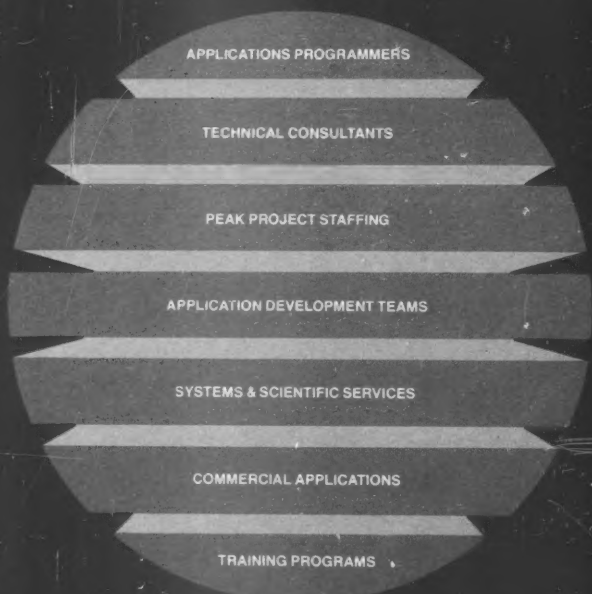 APPLICATIONS PROGRAMMERS
TECHNICAL CONSULTANTS
PEAK PROJECT STAFFING
APPLICATION DEVELOPMENT TEAMS
SYSTEMS & SCIENTIFIC SERVICES
COMMERCIAL APPLICATIONS
TRAINING PROGRAMS